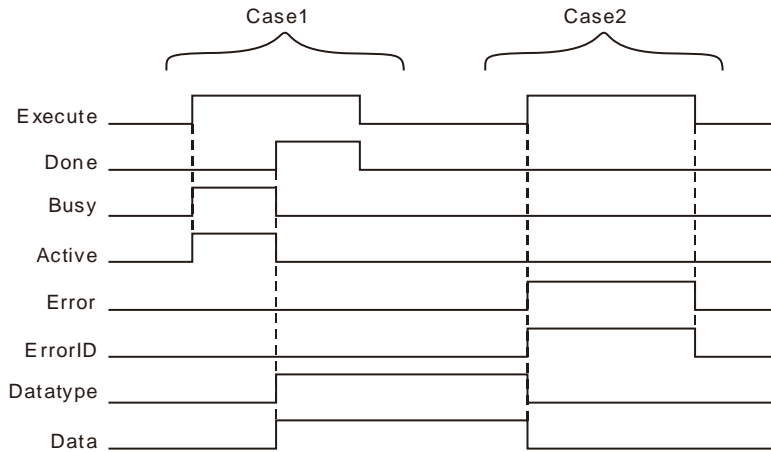 Case1 Case2
Execute
Done
Busy
Active
Error
ErrorID
Datatype
Data